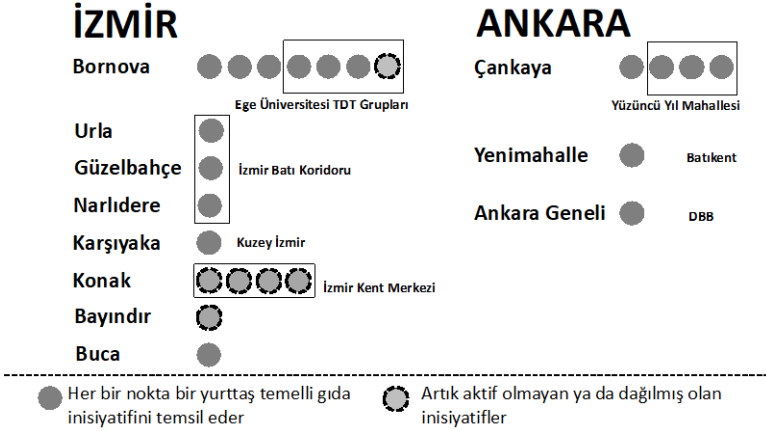 İZMİR
Bornova
Ege Üniversitesi TDT Grupları
Urla
Güzelbahçe
İzmir Batı Koridoru
Narlıdere
Karşıyaka
Kuzey İzmir
Konak
İzmir Kent Merkezi
Bayındır
Buca
ANKARA
Çankaya
Yüzüncü Yıl Mahallesi
Yenimahalle
Batıkent
Ankara Geneli
DBB
Her bir nokta bir yurttaş temelli gıda
inisiyatifini temsil eder
Artık aktif olmayan ya da dağılmış olan
inisiyatifler